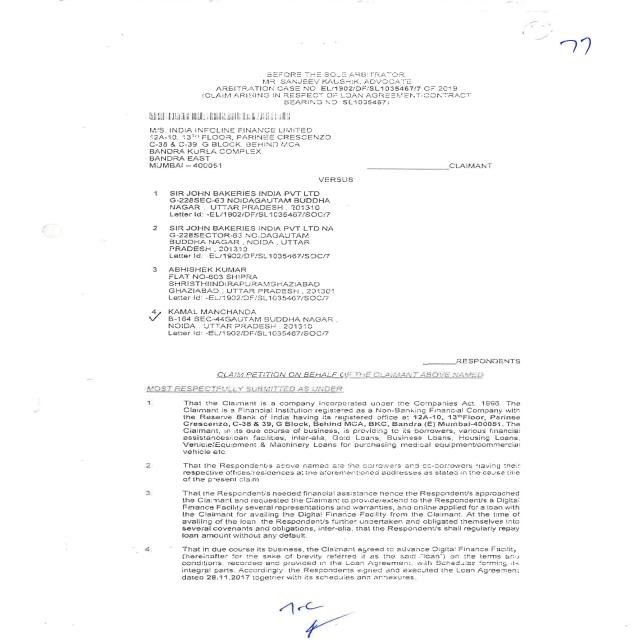 77
BEFORE THE SOLE ARBITRATOR
MR. SANJEEV KAUSHIK, ADVOCATE
ARBITRATION CASE NO. EL/1902/DF/SL1035467/7 OF 2019
(CLAIM ARISING IN RESPECT OF LOAN AGREEMENT/CONTRACT
BEARING NO. SL1035467)
M/S. INDIA INFOLINE FINANCE LIMITED
12A-10, 13TH FLOOR, PARINEE CRESCENZO
C-38 & C-39, G BLOCK, BEHIND MCA
BANDRA KURLA COMPLEX
BANDRA EAST
MUMBAI – 400051 CLAIMANT
VERSUS
1 SIR JOHN BAKERIES INDIA PVT LTD
G-228SEC-63 NOIDAGAUTAM BUDDHA
NAGAR , UTTAR PRADESH , 201310
Letter Id: -EL/1902/DF/SL1035467/SOC/7
2 SIR JOHN BAKERIES INDIA PVT LTD NA
G-228SECTOR-63 NOIDAGAUTAM
BUDDHA NAGAR , NOIDA , UTTAR
PRADESH , 201310
Letter Id: -EL/1902/DF/SL1035467/SOC/7
3 ABHISHEK KUMAR
FLAT NO-603 SHIPRA
SHRISTHIINDIRAPURAMGHAZIABAD
GHAZIABAD , UTTAR PRADESH , 201301
Letter Id: -EL/1902/DF/SL1035467/SOC/7
4 KAMAL MANCHANDA
B-164 SEC-44GAUTAM BUDDHA NAGAR ,
NOIDA , UTTAR PRADESH , 201310
Letter Id: -EL/1902/DF/SL1035467/SOC/7
RESPONDENTS
CLAIM PETITION ON BEHALF OF THE CLAIMANT ABOVE NAMED
MOST RESPECTFULLY SUBMITTED AS UNDER:
1. That the Claimant is a company incorporated under the Companies Act, 1956. The
Claimant is a Financial Institution registered as a Non-Banking Financial Company with
the Reserve Bank of India having its registered office at 12A-10, 13thFloor, Parinee
Crescenzo, C-38 & 39, G Block, Behind MCA, BKC, Bandra (E) Mumbai-400051. The
Claimant, in its due course of business, is providing to its borrowers, various financial
assistances/loan facilities, inter-alia, Gold Loans, Business Loans, Housing Loans,
Vehicle/Equipment & Machinery Loans for purchasing medical equipment/commercial
vehicle etc.
2. That the Respondent/s above named are the borrowers and co-borrowers having their
respective offices/residences at the aforementioned addresses as stated in the cause title
of the present claim
3. That the Respondent/s needed financial assistance hence the Respondent/s approached
the Claimant and requested the Claimant to provide/extend to the Respondent/s a Digital
Finance Facility several representations and warranties, and online applied for a loan with
the Claimant for availing the Digital Finance Facility from the Claimant. At the time of
availing of the loan, the Respondent/s further undertaken and obligated themselves into
several covenants and obligations, inter-alia, that the Respondent/s shall regularly repay
loan amount without any default.
4. That in due course its business, the Claimant agreed to advance Digital Finance Facility
(hereinafter for the sake of brevity referred it as the said "loan") on the terms and
conditions, recorded and provided in the Loan Agreement, with Schedules forming its
integral parts. Accordingly, the Respondents signed and executed the Loan Agreement
dated 28.11.2017 together with its schedules and annexures.